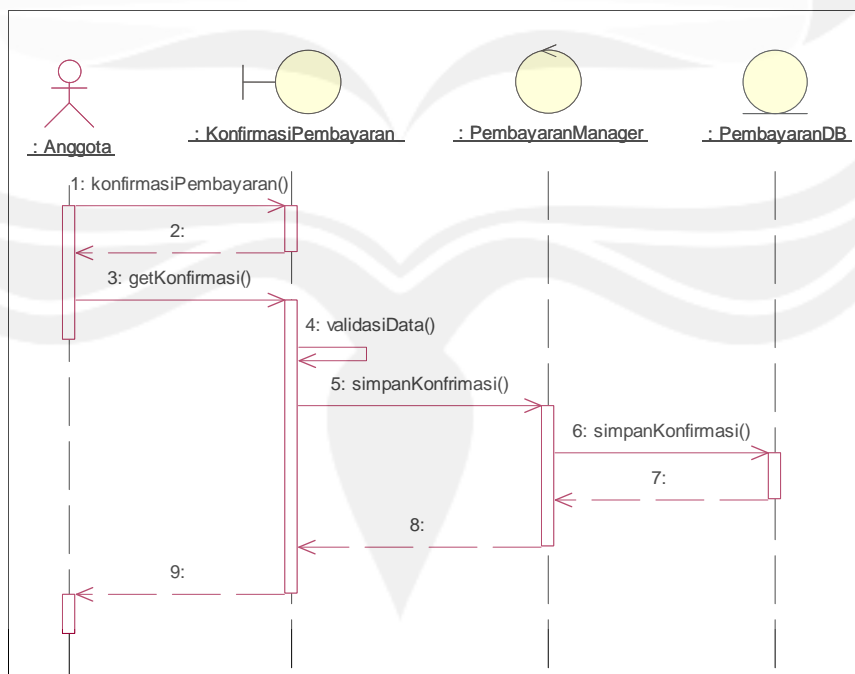 : Anggota
: KonfirmasiPembayaran
: PembayaranManager
: PembayaranDB
1: konfirmasiPembayaran()
2:
3: getKonfirmasi()
4: validasiData()
5: simpanKonfrimasi()
6: simpanKonfirmasi()
7:
8:
9: